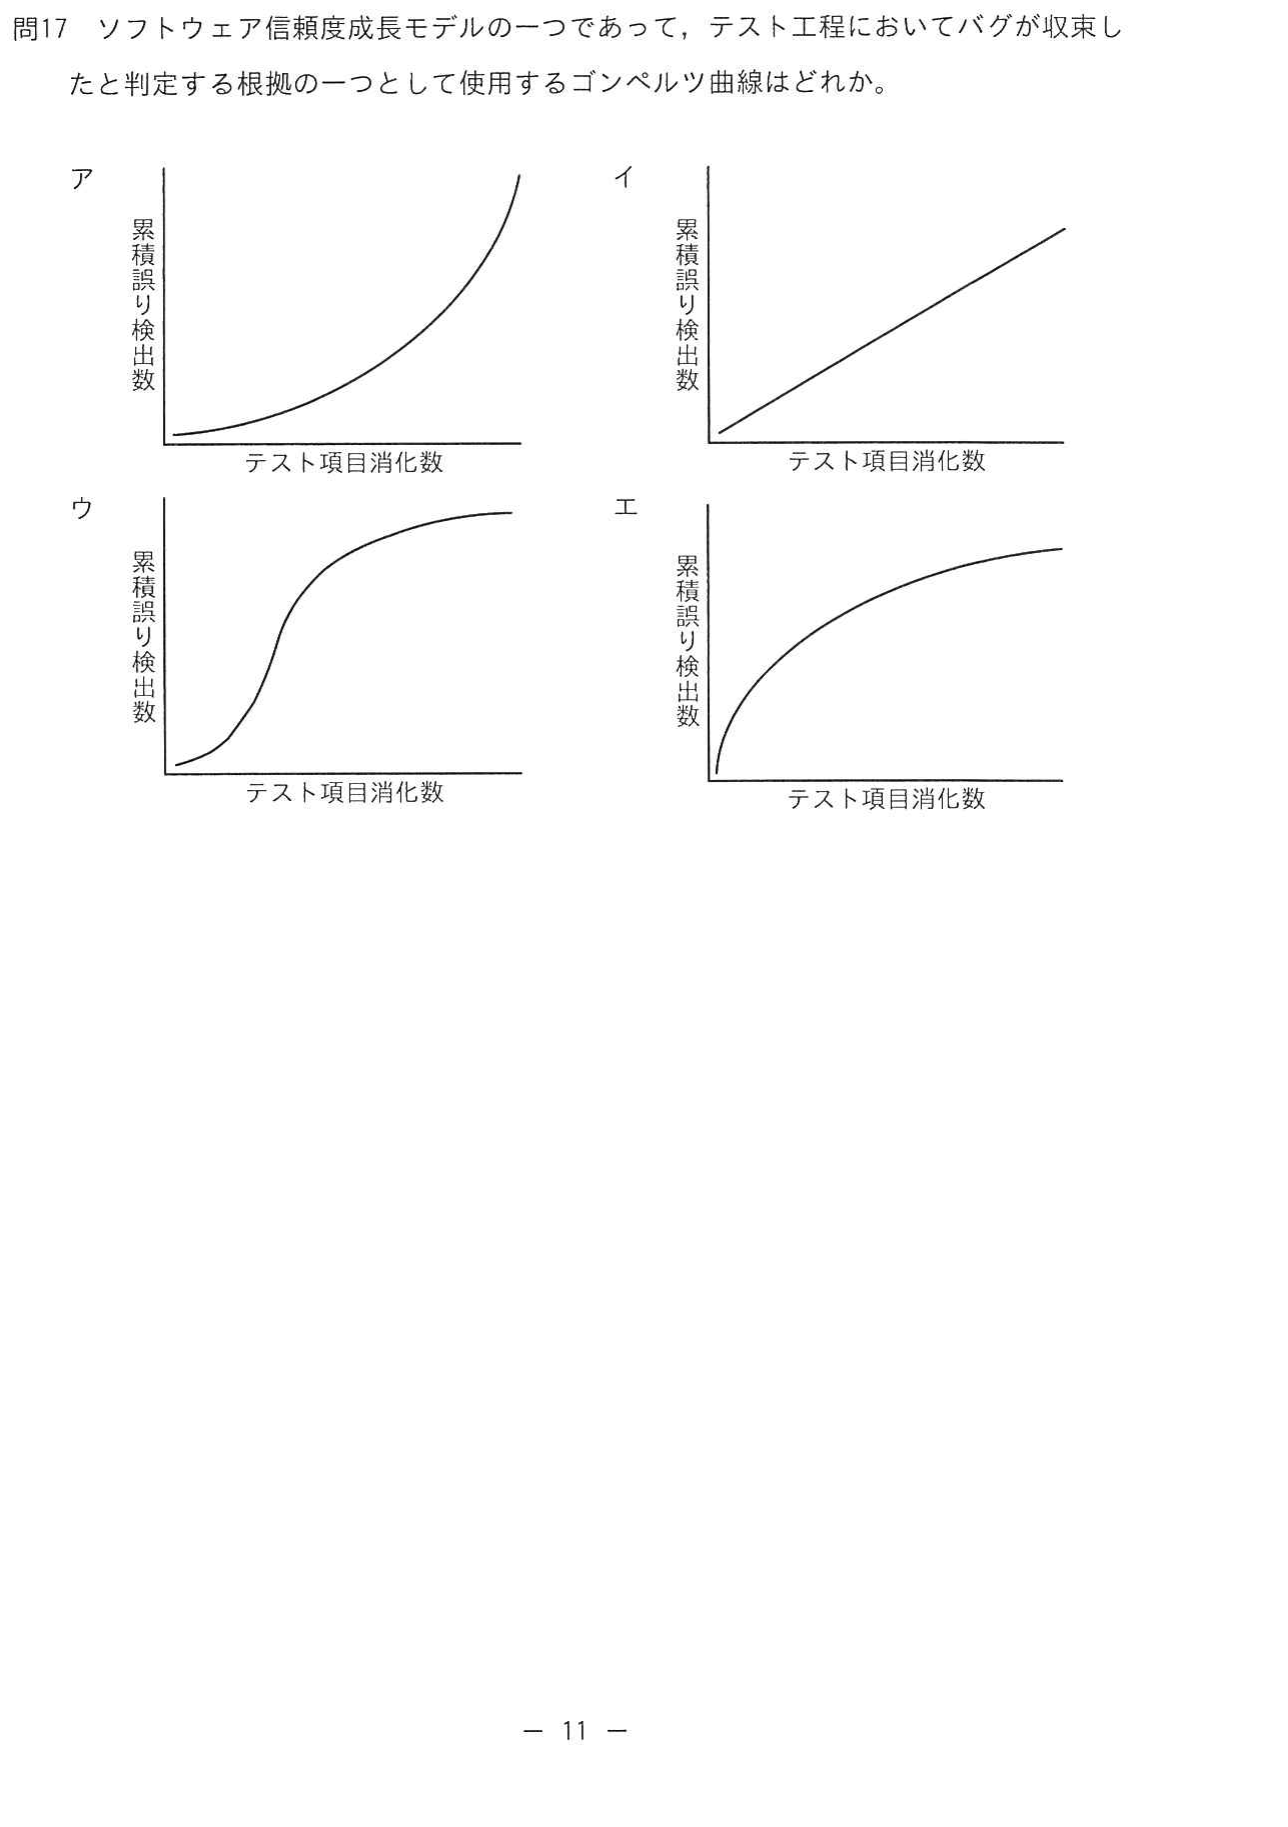 問17　ソフトウェア信頼度成長モデルの一つであって，テスト工程においてバグが収束し
たと判定する根拠の一つとして使用するゴンペルツ曲線はどれか。
ア
累積誤り検出数
テスト項目消化数
イ
累積誤り検出数
テスト項目消化数
ウ
累積誤り検出数
テスト項目消化数
エ
累積誤り検出数
テスト項目消化数
－ 11 －